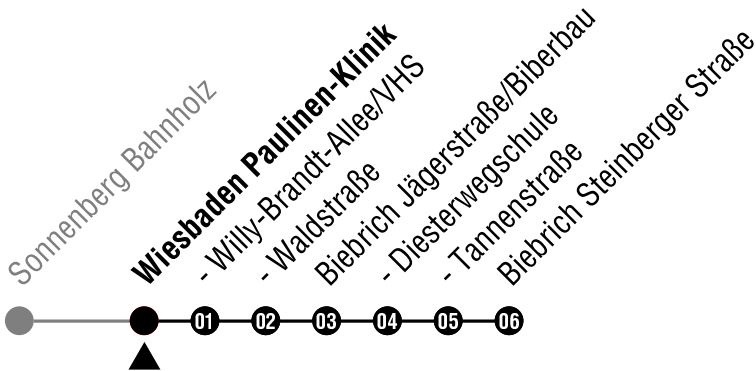 Sonnenberg Bahnholz
Wiesbaden Paulinen-Klinik
- Willy-Brandt-Allee/VHS
- Waldstraße
Biebrich Jägerstraße/Biberbau
- Diesterwegschule
- Tannenstraße
Biebrich Steinberger Straße
01 02 03 04 05 06